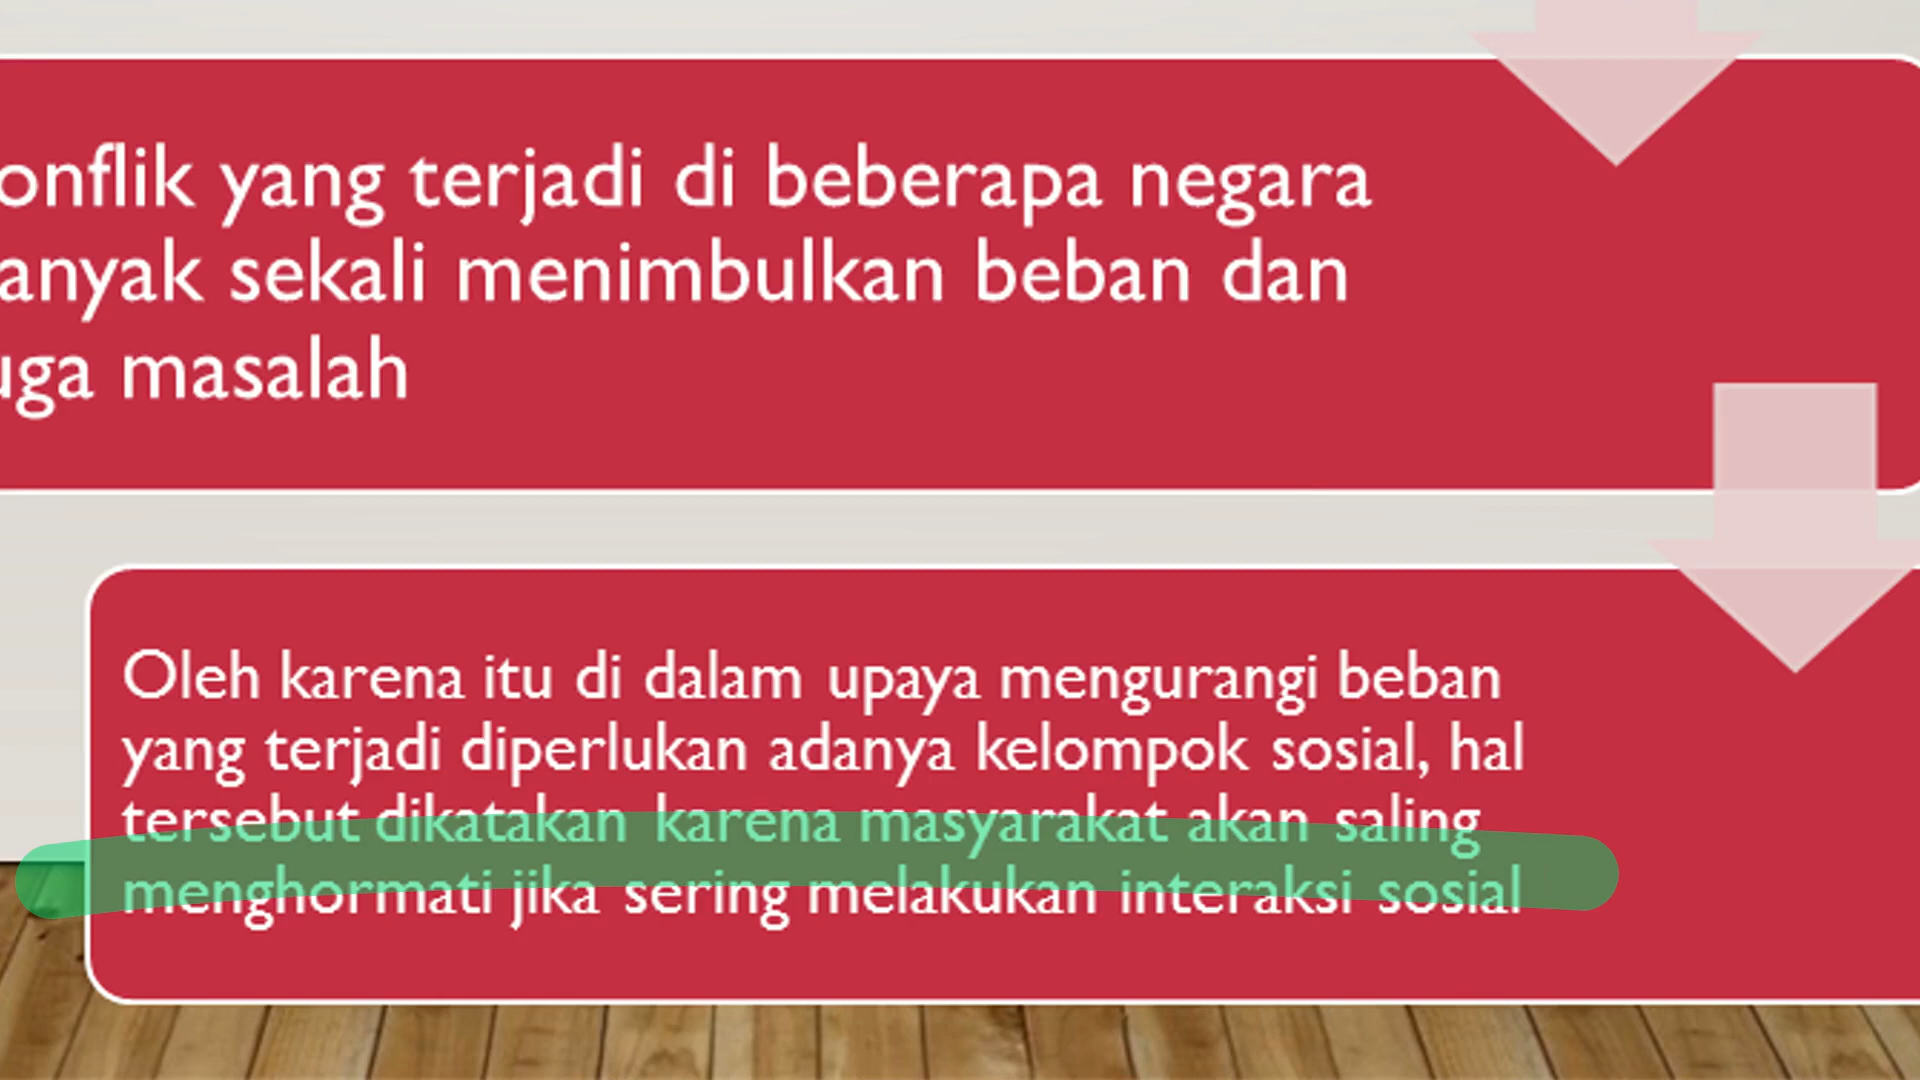 onflik yang terjadi di beberapa negara
anyak sekali menimbulkan beban dan
uga masalah
Oleh karena itu di dalam upaya mengurangi beban
yang terjadi diperlukan adanya kelompok sosial, hal
tersebut dikatakan karena masyarakat akan saling
menghormati jika sering melakukan interaksi sosial